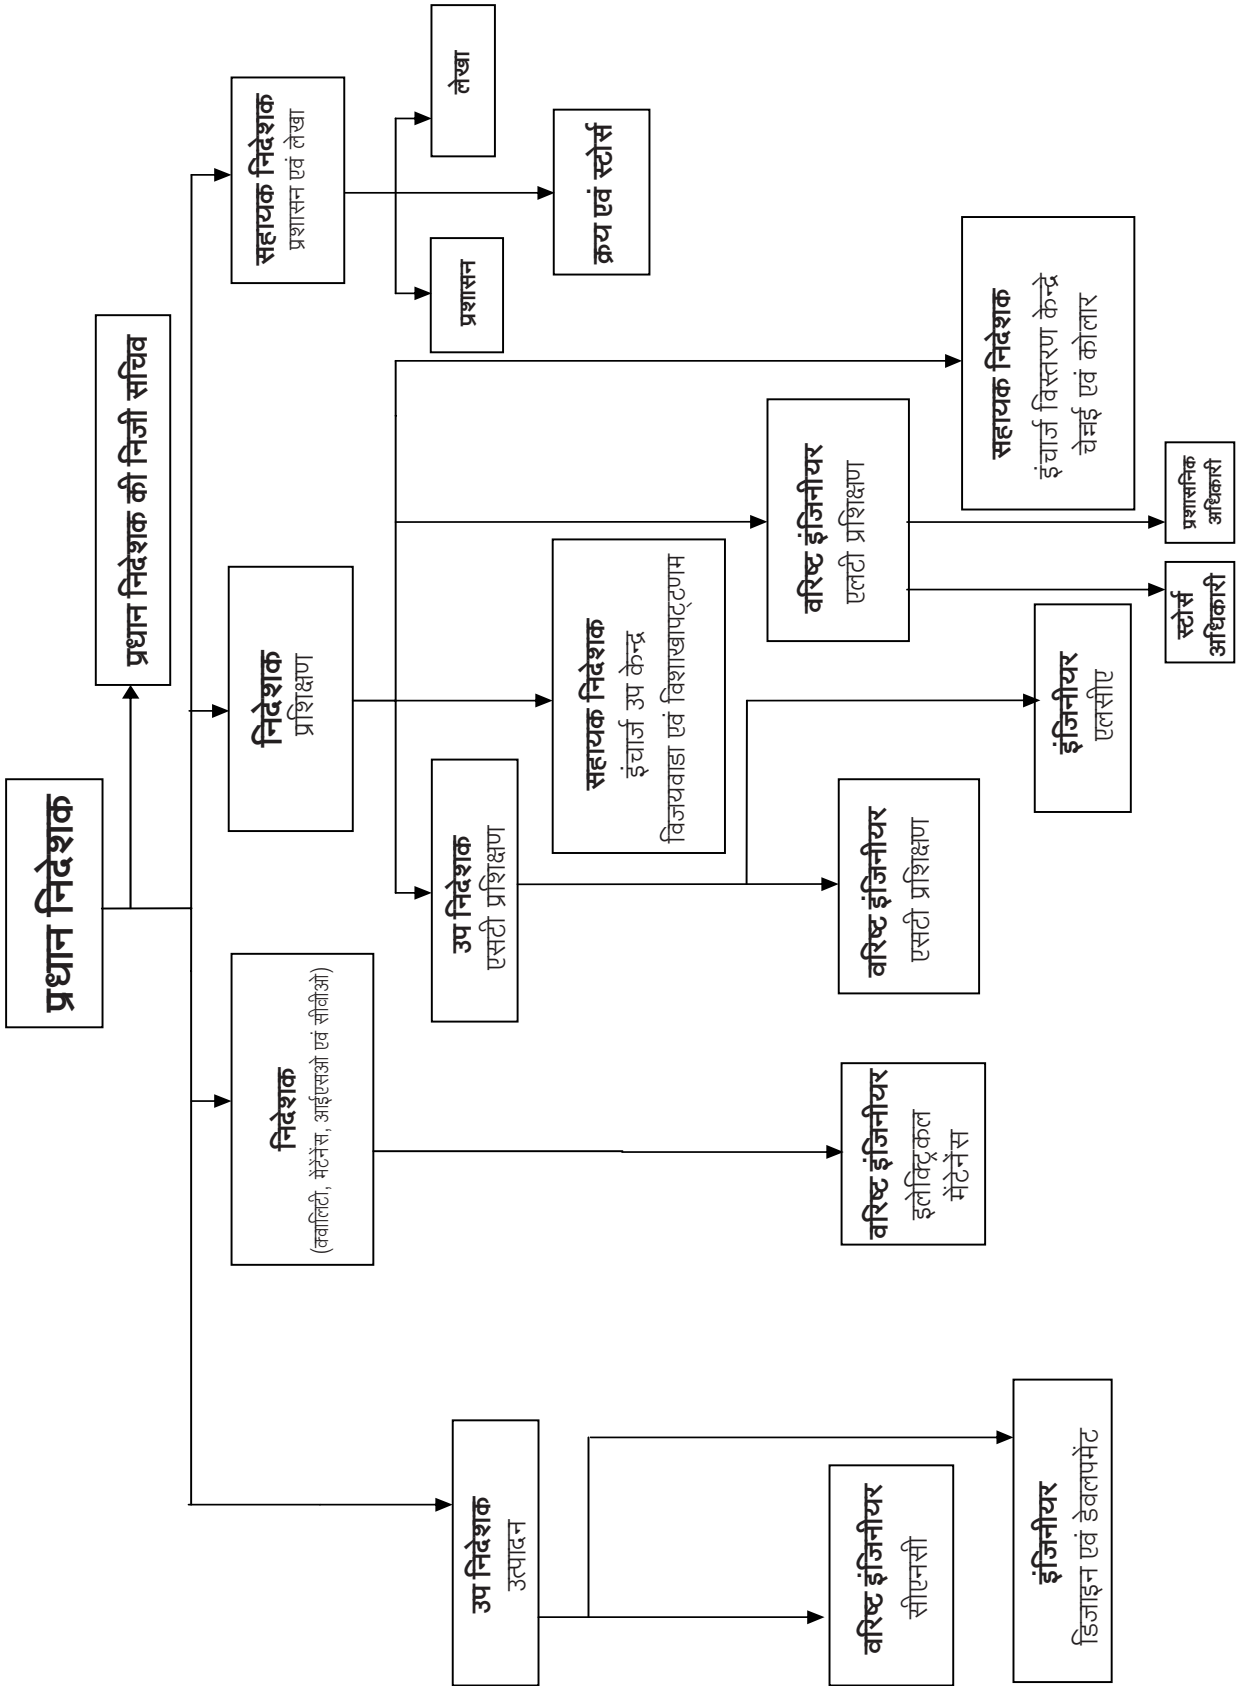 प्रधान निदेशक
प्रधान निदेशक की निजी सचिव
उप निदेशक
उत्पादन
निदेशक
(क्वालिटी, मेंटेनेंस, आईएसओ एवं सीवीओ)
निदेशक
प्रशिक्षण
सहायक निदेशक
प्रशासन एवं लेखा
उप निदेशक
एसटी प्रशिक्षण
प्रशासन
लेखा
सहायक निदेशक
इंचार्ज उप केन्द्र
विजयवाडा एवं विशाखापट्टणम
क्रय एवं स्टोर्स
वरिष्ट इंजिनीयर
सीएनसी
वरिष्ट इंजिनीयर
इलेक्ट्रिकल
मेंटेनेंस
वरिष्ट इंजिनीयर
एसटी प्रशिक्षण
वरिष्ट इंजिनीयर
एलटी प्रशिक्षण
सहायक निदेशक
इंचार्ज विस्तरण केन्द्रे
चेनई एवं कोलार
इंजिनीयर
डिजाइन एवं डेवलपमेंट
इंजिनीयर
एलसीए
स्टोर्स
अधिकारी
प्रशासनिक
अधिकारी